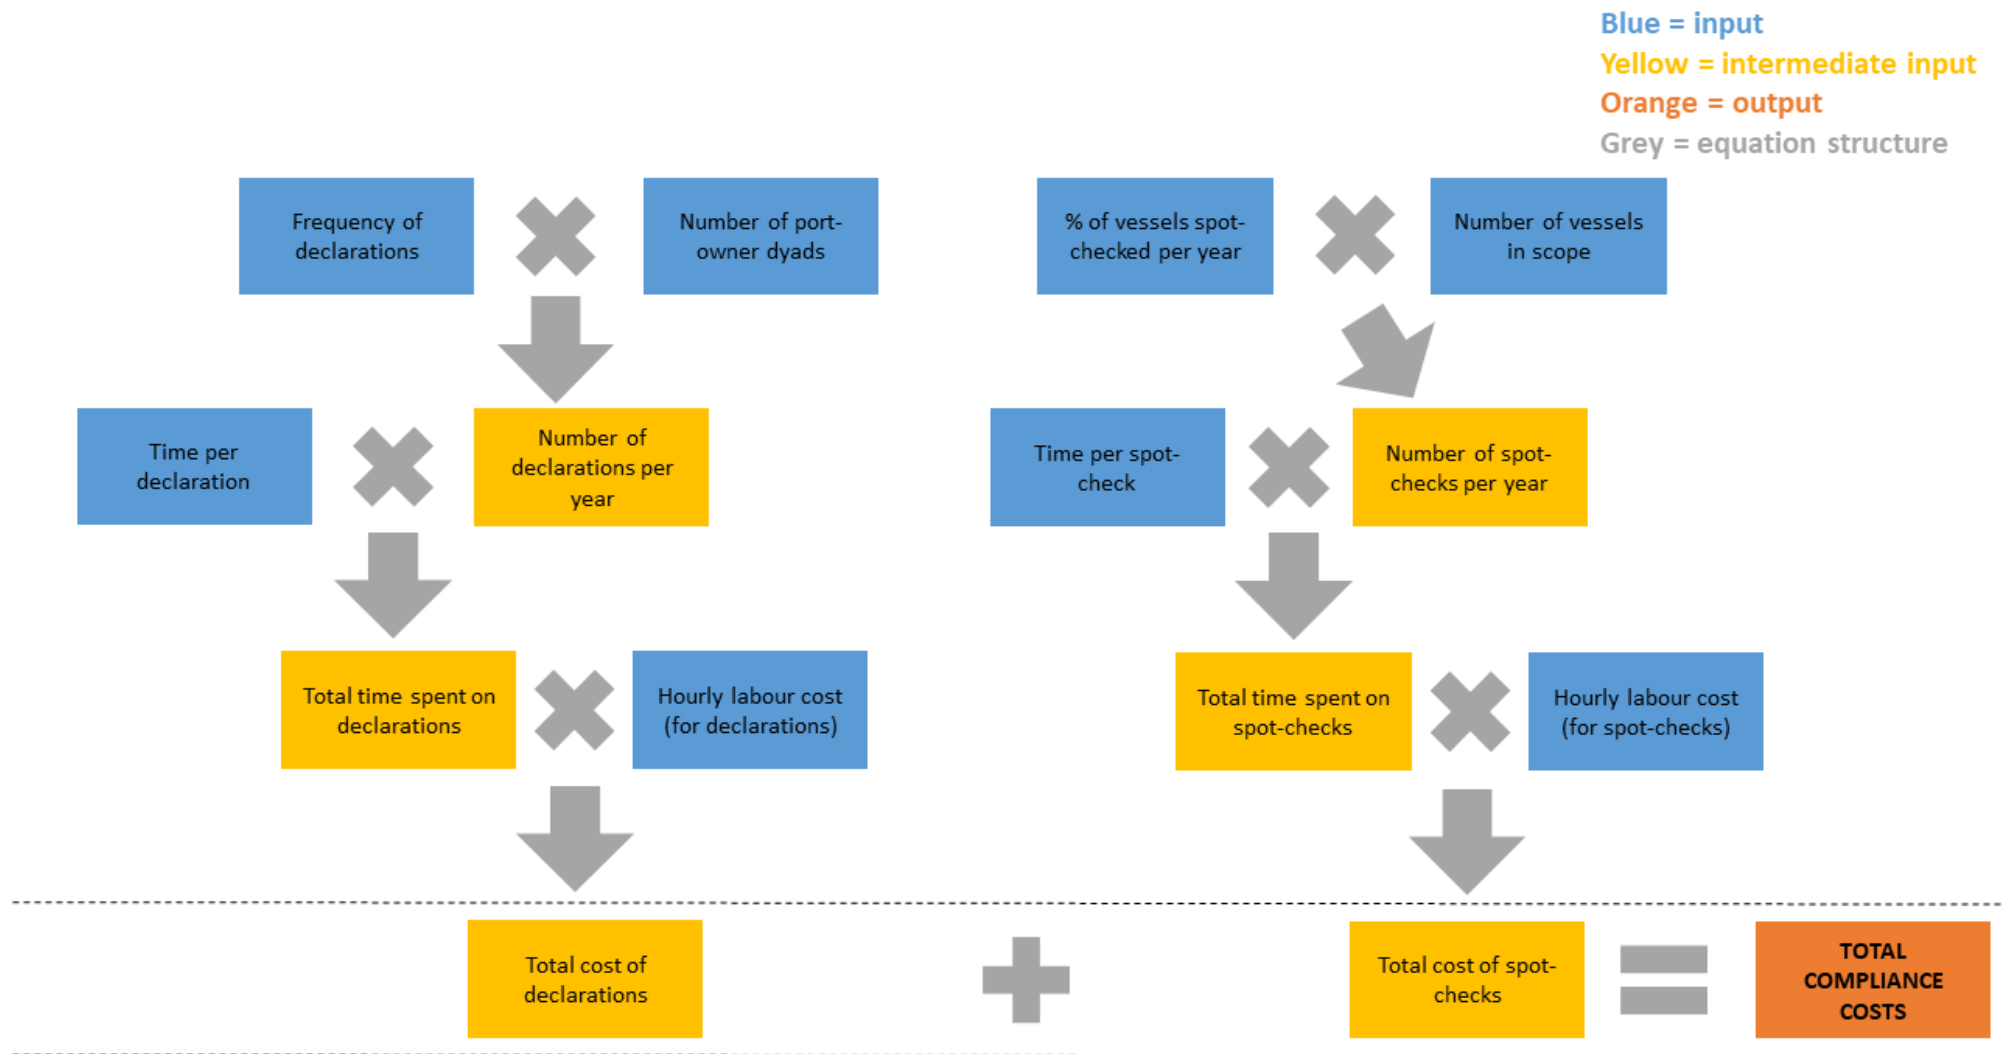 Blue = input
Yellow = intermediate input
Orange = output
Grey = equation structure
Frequency of
declarations
Number of port-
owner dyads
% of vessels spot-
checked per year
Number of vessels
in scope
Time per
declaration
Number of
declarations per
year
Time per spot-
check
Number of spot-
checks per year
Total time spent on
declarations
Hourly labour cost
(for declarations)
Total time spent on
spot-checks
Hourly labour cost
(for spot-checks)
Total cost of
declarations
Total cost of spot-
checks
TOTAL
COMPLIANCE
COSTS